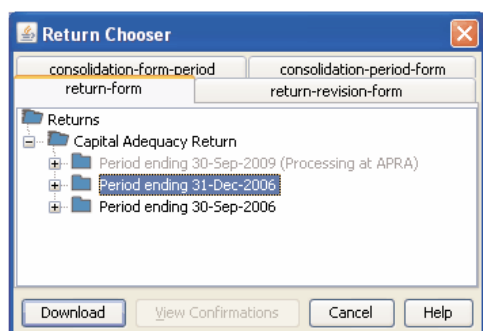 Return Chooser
consolidation-form-period consolidation-period-form
return-form return-revision-form
Returns
Capital Adequacy Return
Period ending 30-Sep-2009 (Processing at APRA)
Period ending 31-Dec-2006
Period ending 30-Sep-2006
Download View Confirmations Cancel Help